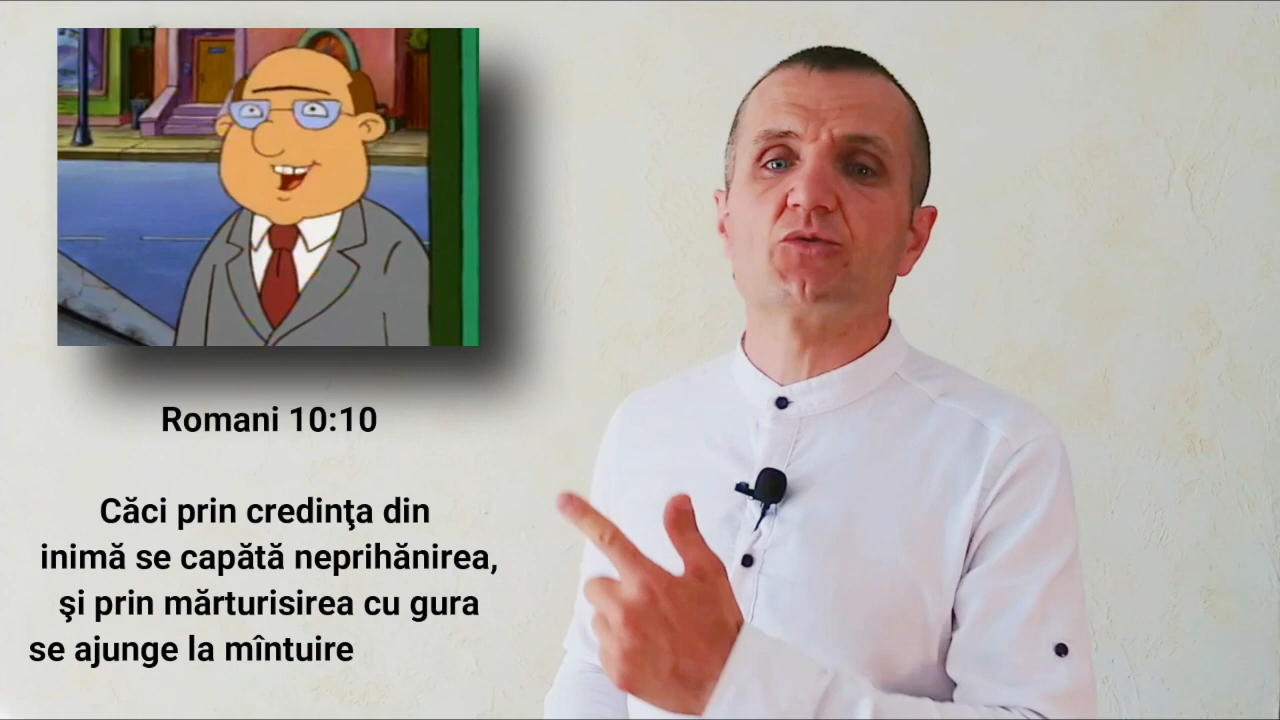 Romani 10:10
Căci prin credinţa din
inimă se capătă neprihănirea,
şi prin mărturisirea cu gura
se ajunge la mîntuire